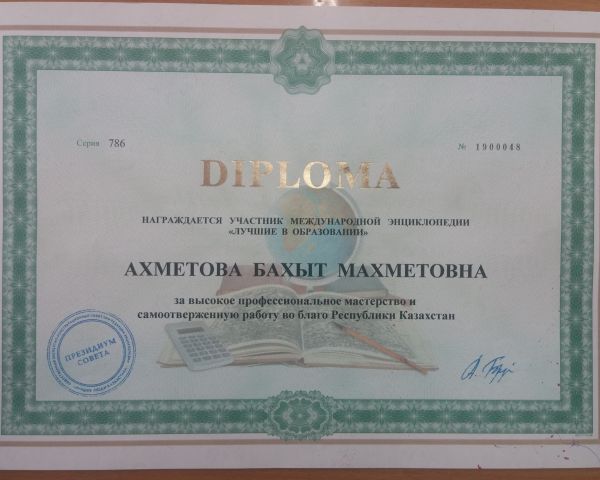 Серия 786
№ 1900048
DIPLOMA
НАГРАЖДАЕТСЯ УЧАСТНИК МЕЖДУНАРОДНОЙ ЭНЦИКЛОПЕДИИ
«ЛУЧШИЕ В ОБРАЗОВАНИИ»
АХМЕТОВА БАХЫТ МАХМЕТОВНА
за высокое профессиональное мастерство и
самоотверженную работу во благо Республики Казахстан
ПРЕЗИДИУМ
СОВЕТА